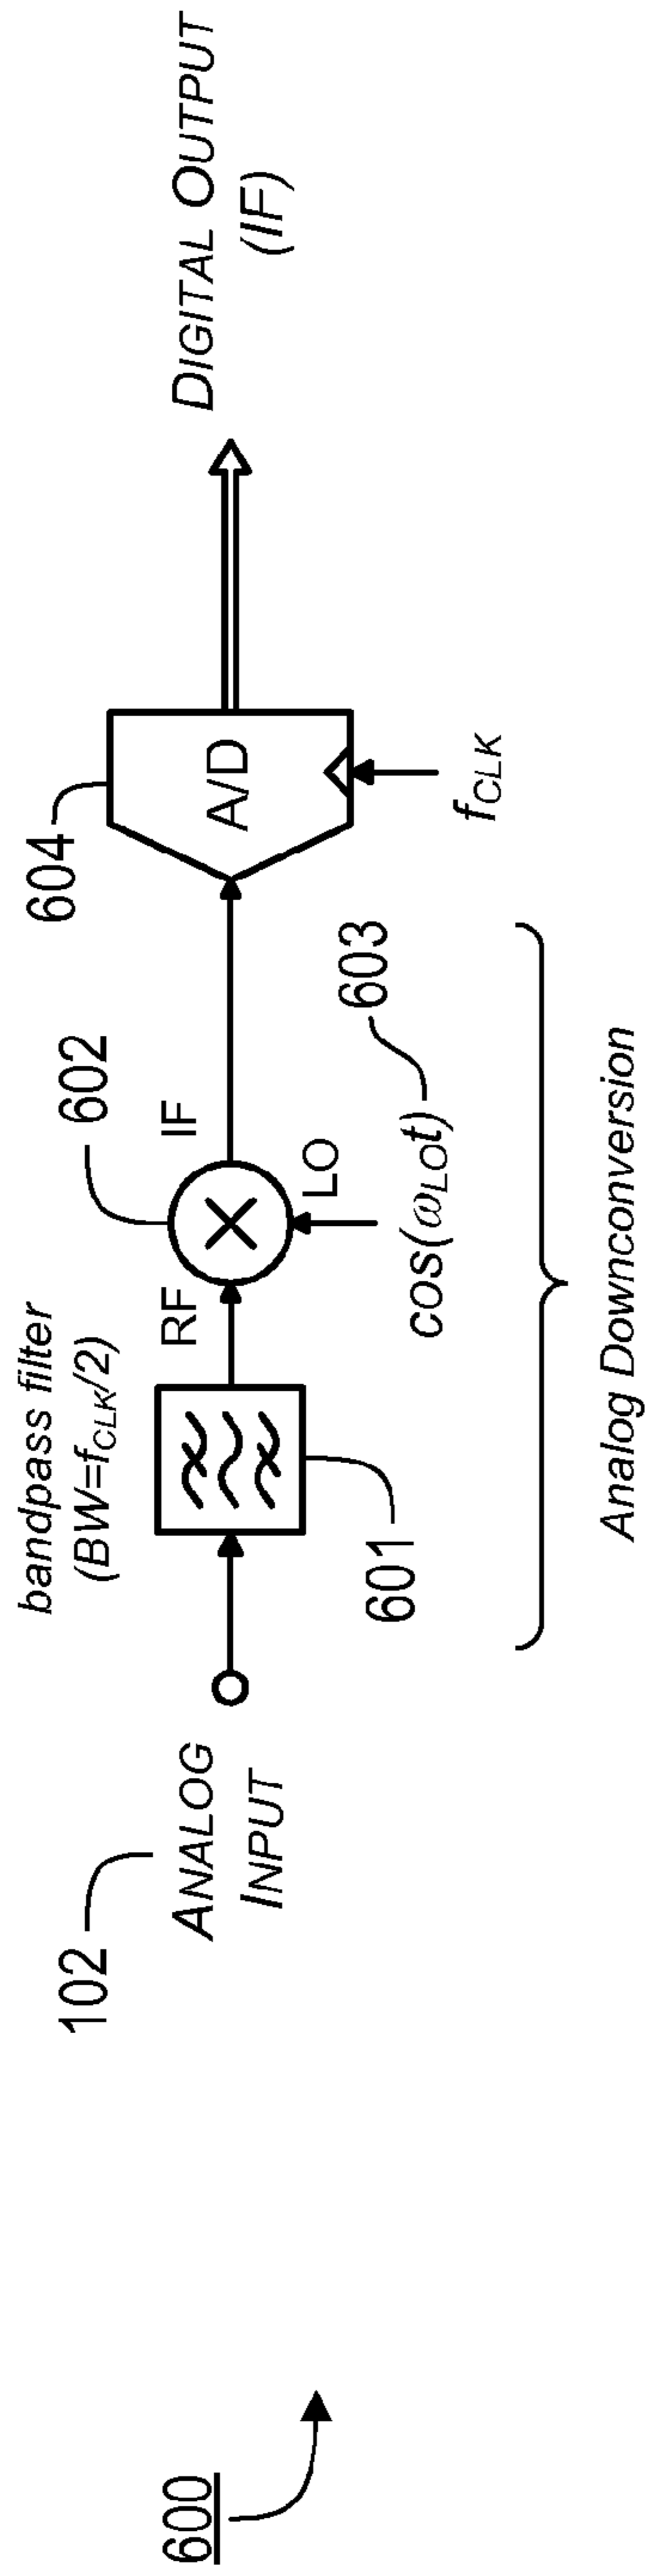 600
102
ANALOG
INPUT
bandpass filter
(BW=f_CLK/2)
601
RF
602
IF
LO
cos(ω_LOt)
603
604
A/D
f_CLK
DIGITAL OUTPUT
(IF)
Analog Downconversion